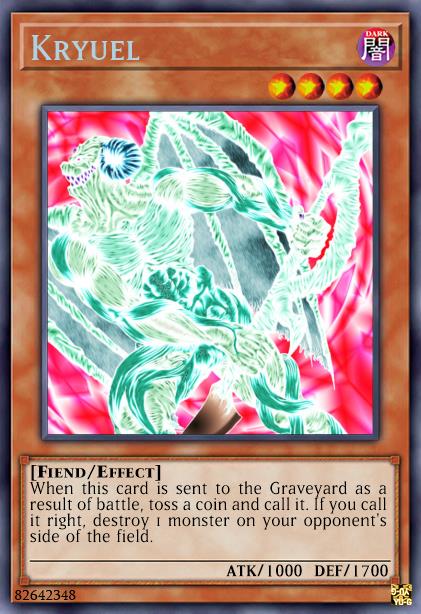 Kryuel
DARK
闇
[Fiend/Effect]
When this card is sent to the Graveyard as a
result of battle, toss a coin and call it. If you call
it right, destroy 1 monster on your opponent's
side of the field.
ATK/1000 DEF/1700
82642348